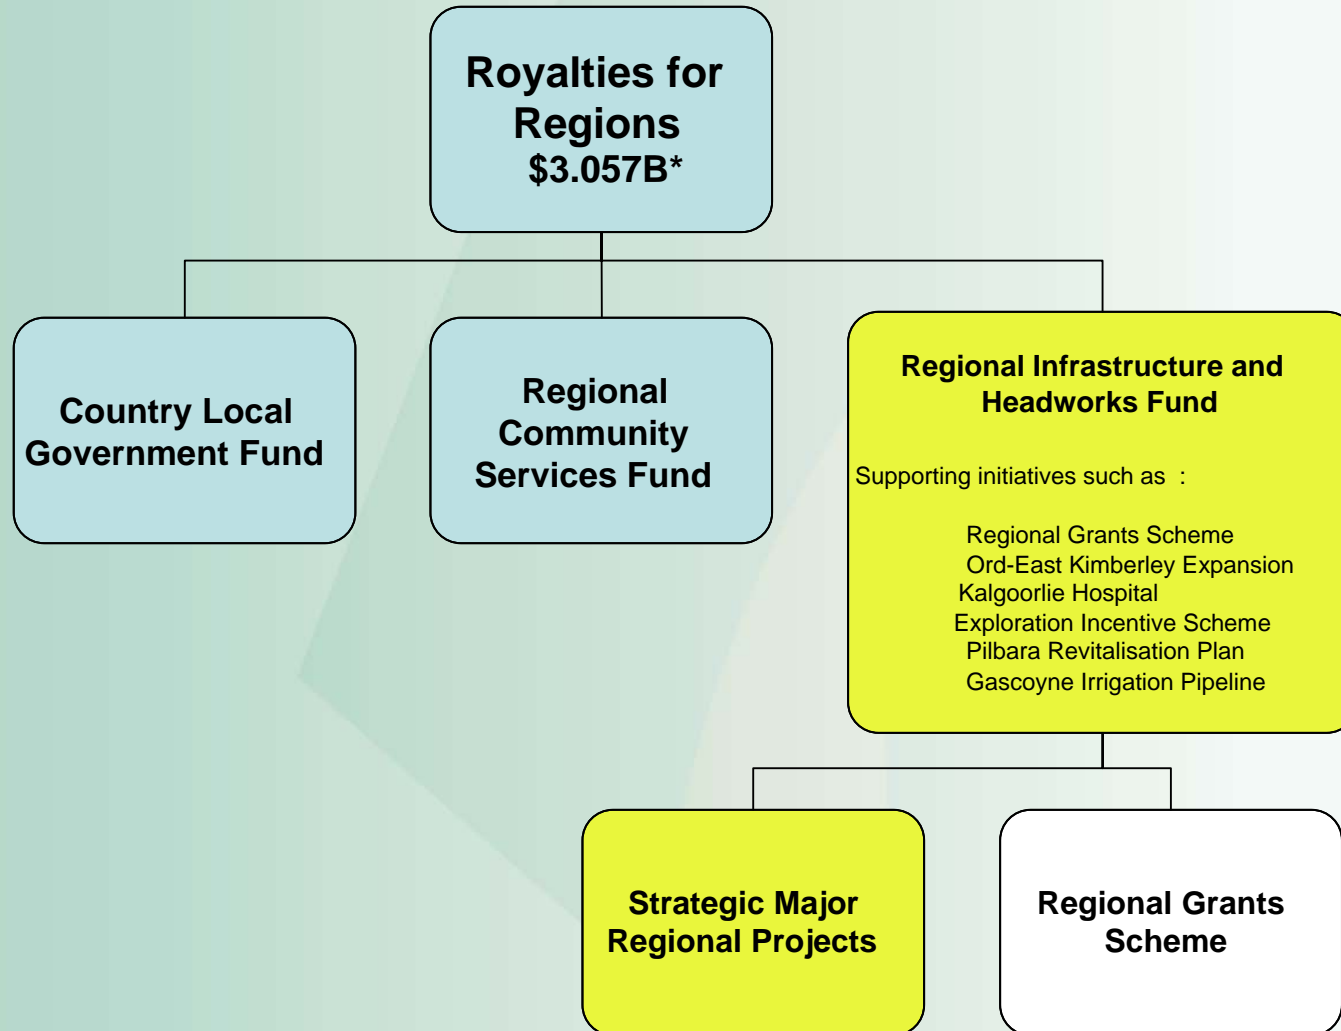 Royalties for
Regions
$3.057B*
Country Local
Government Fund
Regional
Community
Services Fund
Regional Infrastructure and
Headworks Fund
Supporting initiatives such as :
Regional Grants Scheme
Ord-East Kimberley Expansion
Kalgoorlie Hospital
Exploration Incentive Scheme
Pilbara Revitalisation Plan
Gascoyne Irrigation Pipeline
Strategic Major
Regional Projects
Regional Grants
Scheme